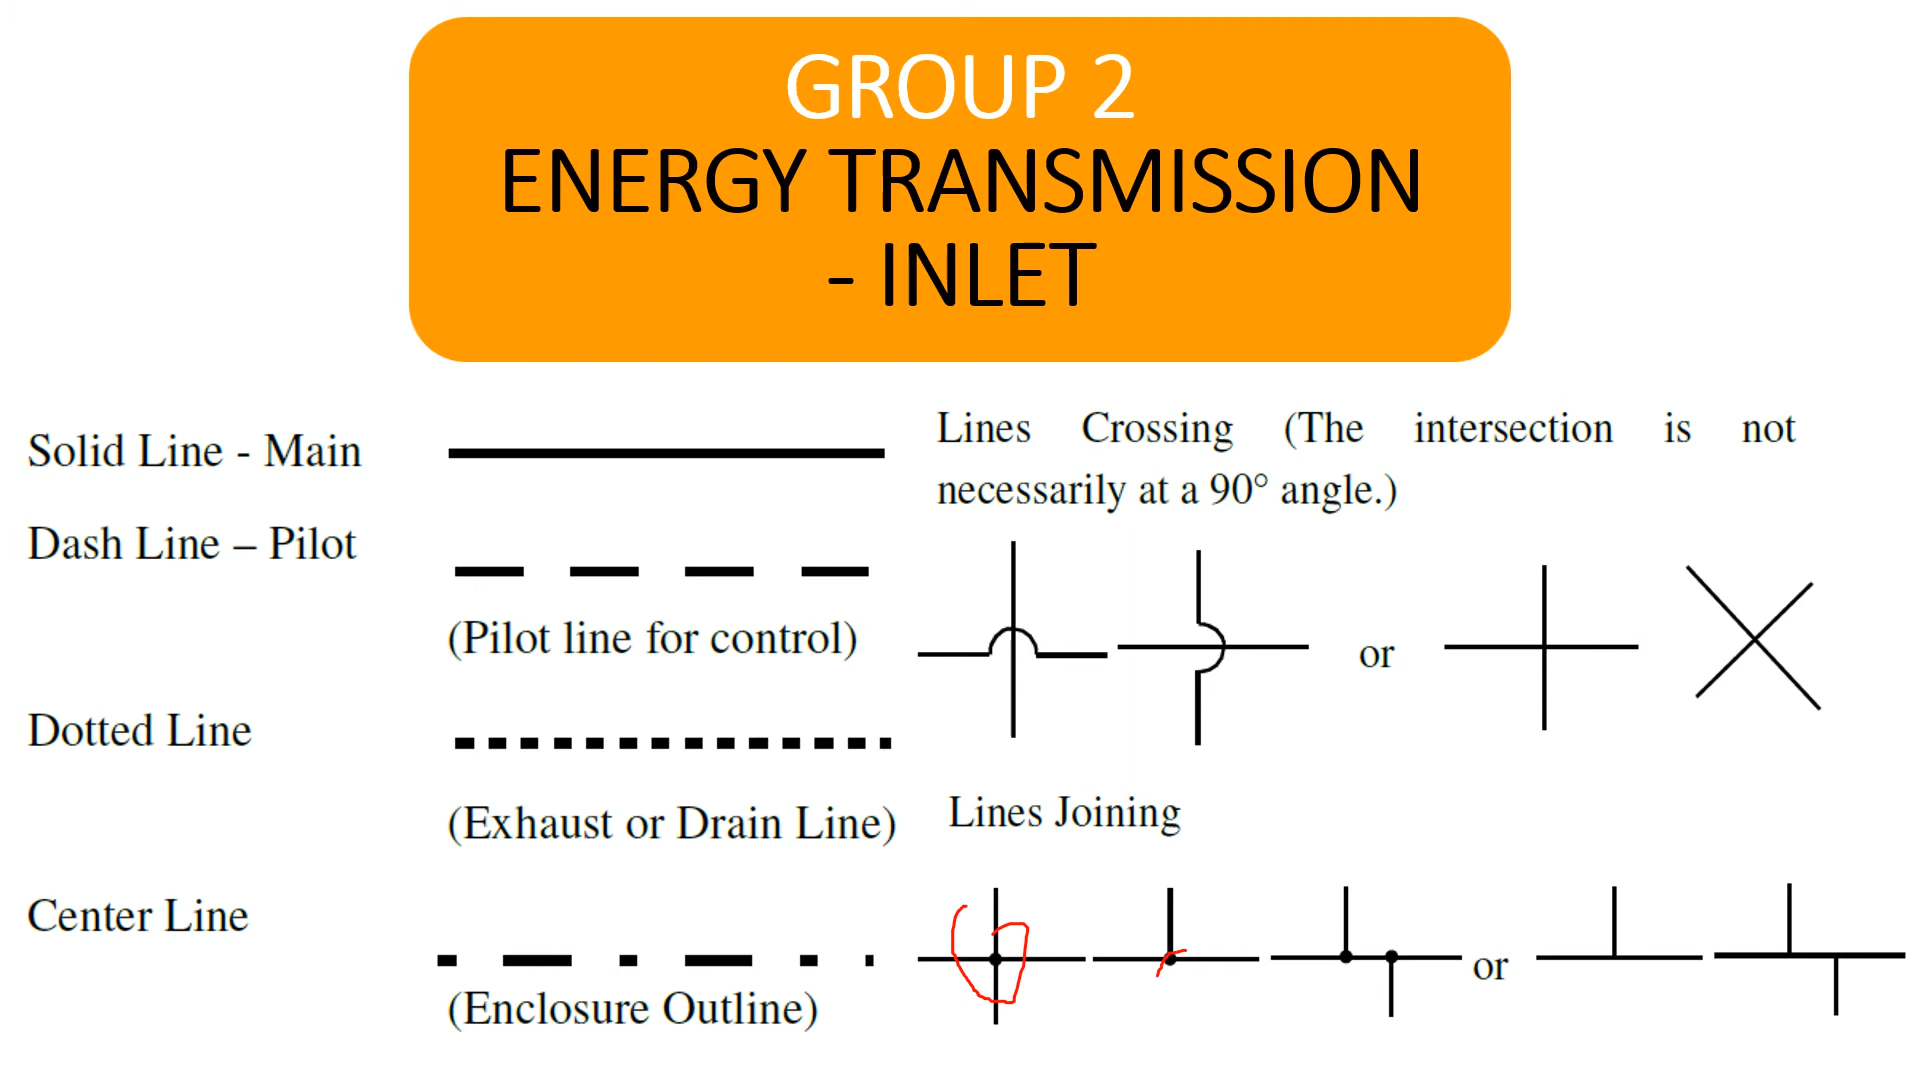 GROUP 2
ENERGY TRANSMISSION
- INLET
Solid Line - Main
Dash Line – Pilot
(Pilot line for control)
Dotted Line
(Exhaust or Drain Line)
Center Line
(Enclosure Outline)
Lines Crossing (The intersection is not
necessarily at a 90° angle.)
or
Lines Joining
or